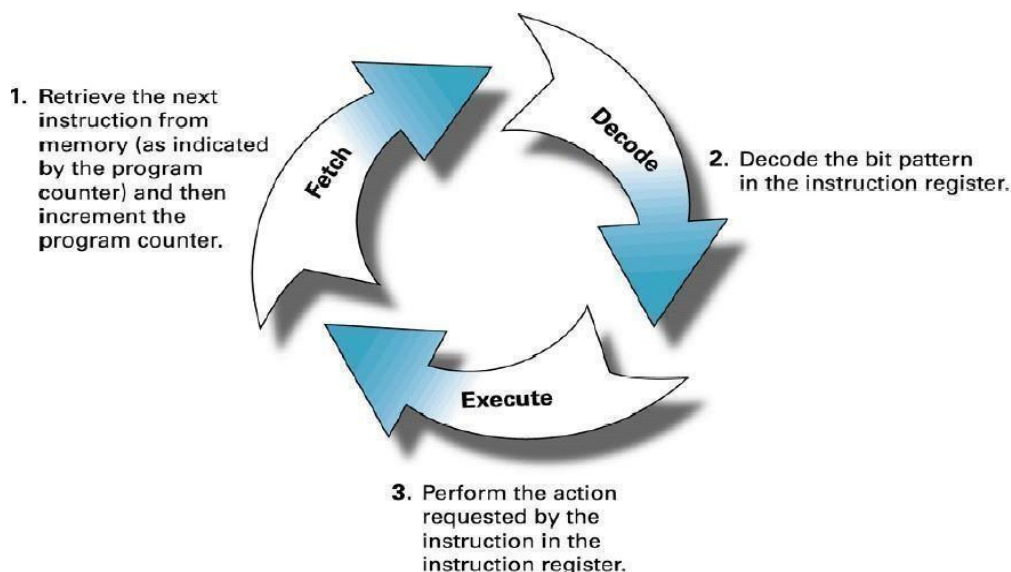 1. Retrieve the next
instruction from
memory (as indicated
by the program
counter) and then
increment the
program counter.
Fetch
Decode
2. Decode the bit pattern
in the instruction register.
Execute
3. Perform the action
requested by the
instruction in the
instruction register.